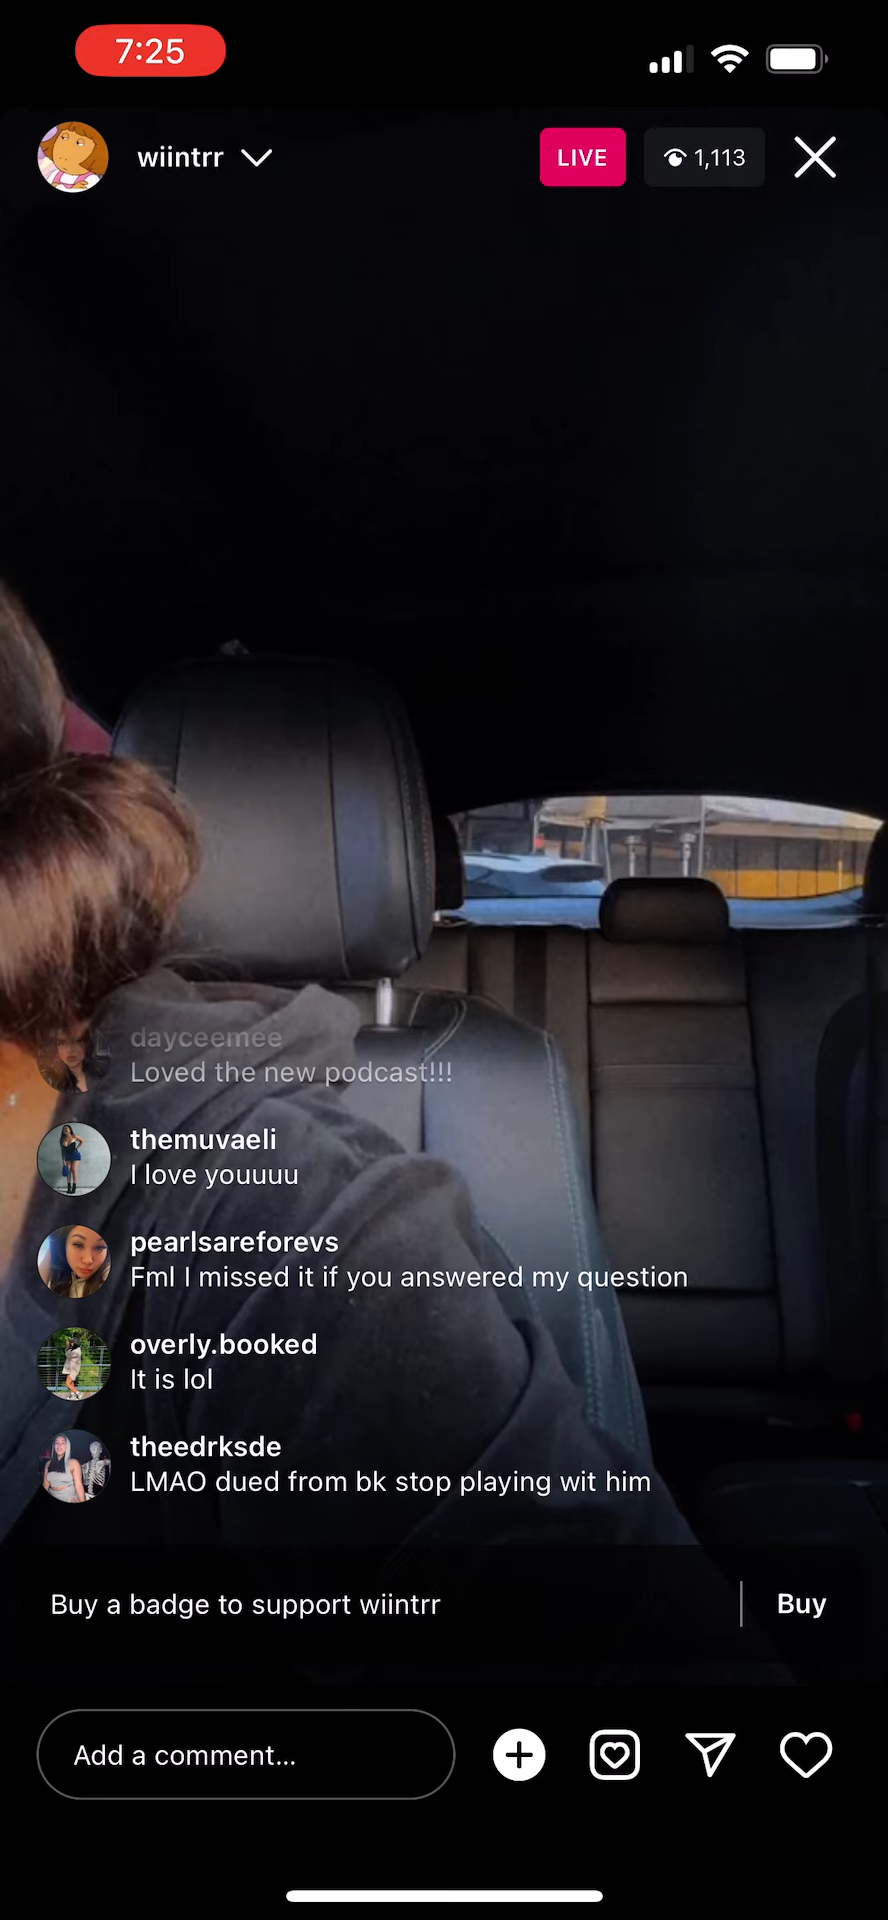 7:25
wiintrr
LIVE
1,113
dayceemee
Loved the new podcast!!!
themuvaeli
I love youuuu
pearlsareforevs
Fml I missed it if you answered my question
overly.booked
It is lol
theedrksde
LMAO dued from bk stop playing wit him
Buy a badge to support wiintrr
Buy
Add a comment...